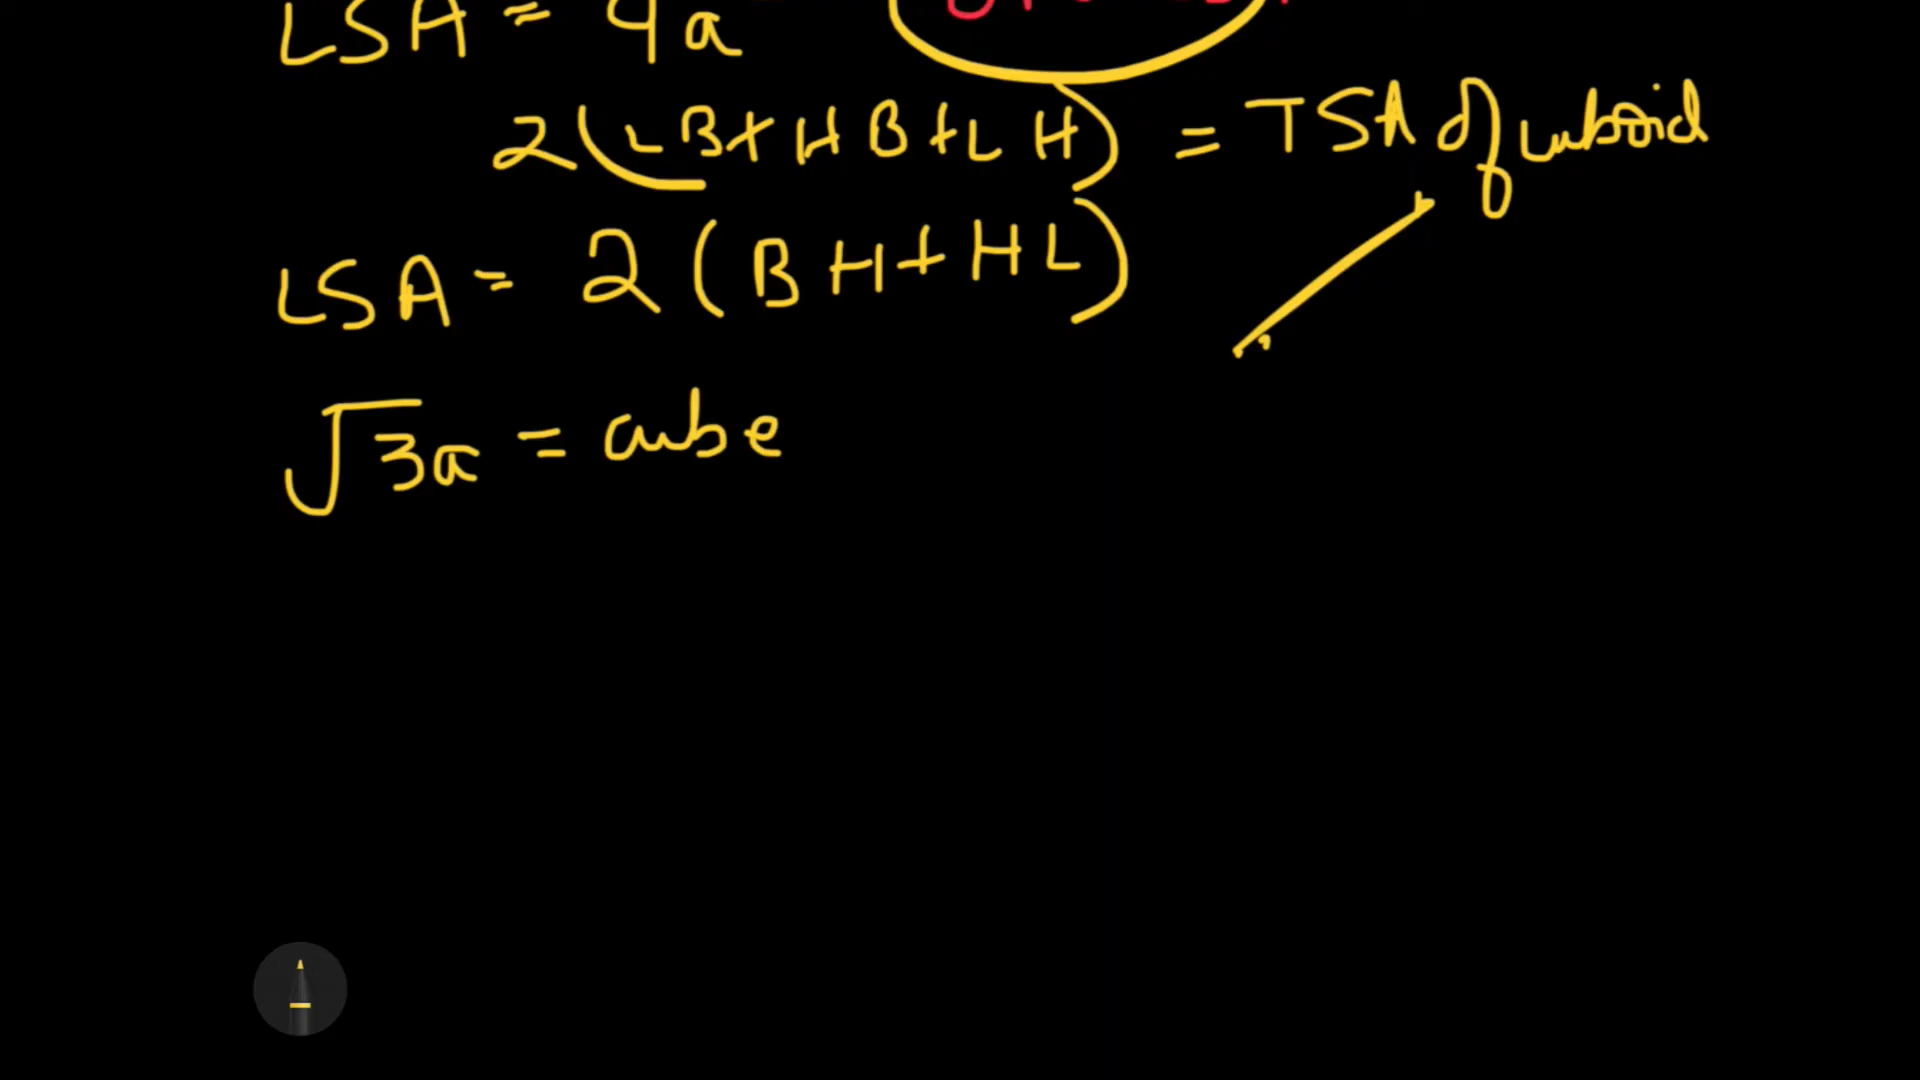 LSA = 4a
2(LB+HB+LH) = TSA of cuboid
LSA = 2(BH+HL)
√3a = cube